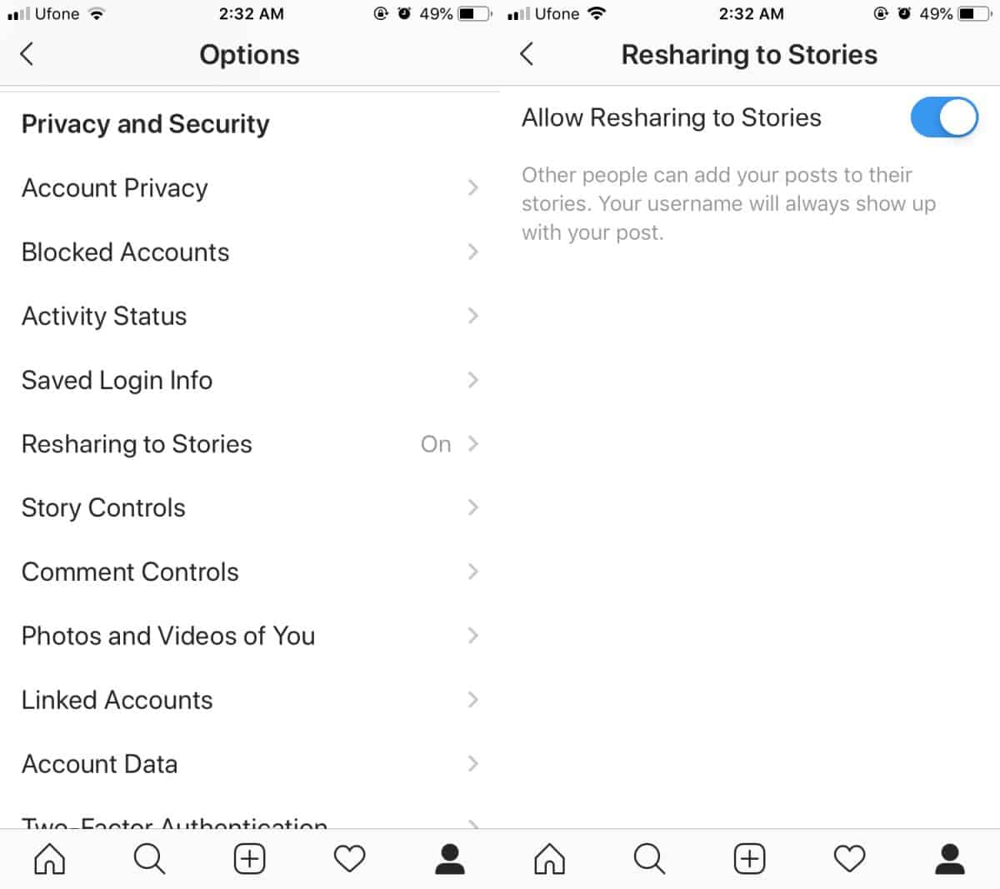 Ufone 2:32 AM 49%
Options
Privacy and Security
Account Privacy
Blocked Accounts
Activity Status
Saved Login Info
Resharing to Stories On
Story Controls
Comment Controls
Photos and Videos of You
Linked Accounts
Account Data
Two-Factor Authentication
Ufone 2:32 AM 49%
Resharing to Stories
Allow Resharing to Stories
Other people can add your posts to their
stories. Your username will always show up
with your post.